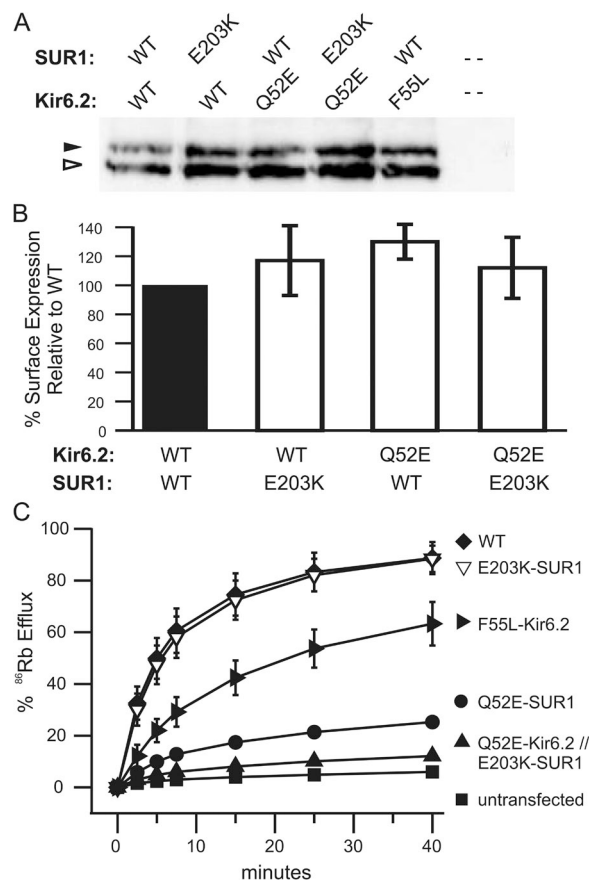 A
SUR1: WT E203K WT E203K WT --
Kir6.2: WT WT Q52E Q52E F55L --
B
% Surface Expression
Relative to WT
140
120
100
80
60
40
20
0
Kir6.2: WT WT Q52E Q52E
SUR1: WT E203K WT E203K
C
% ⁸⁶Rb Efflux
100
80
60
40
20
0
0 10 20 30 40
minutes
WT
E203K-SUR1
F55L-Kir6.2
Q52E-SUR1
Q52E-Kir6.2 //
E203K-SUR1
untransfected